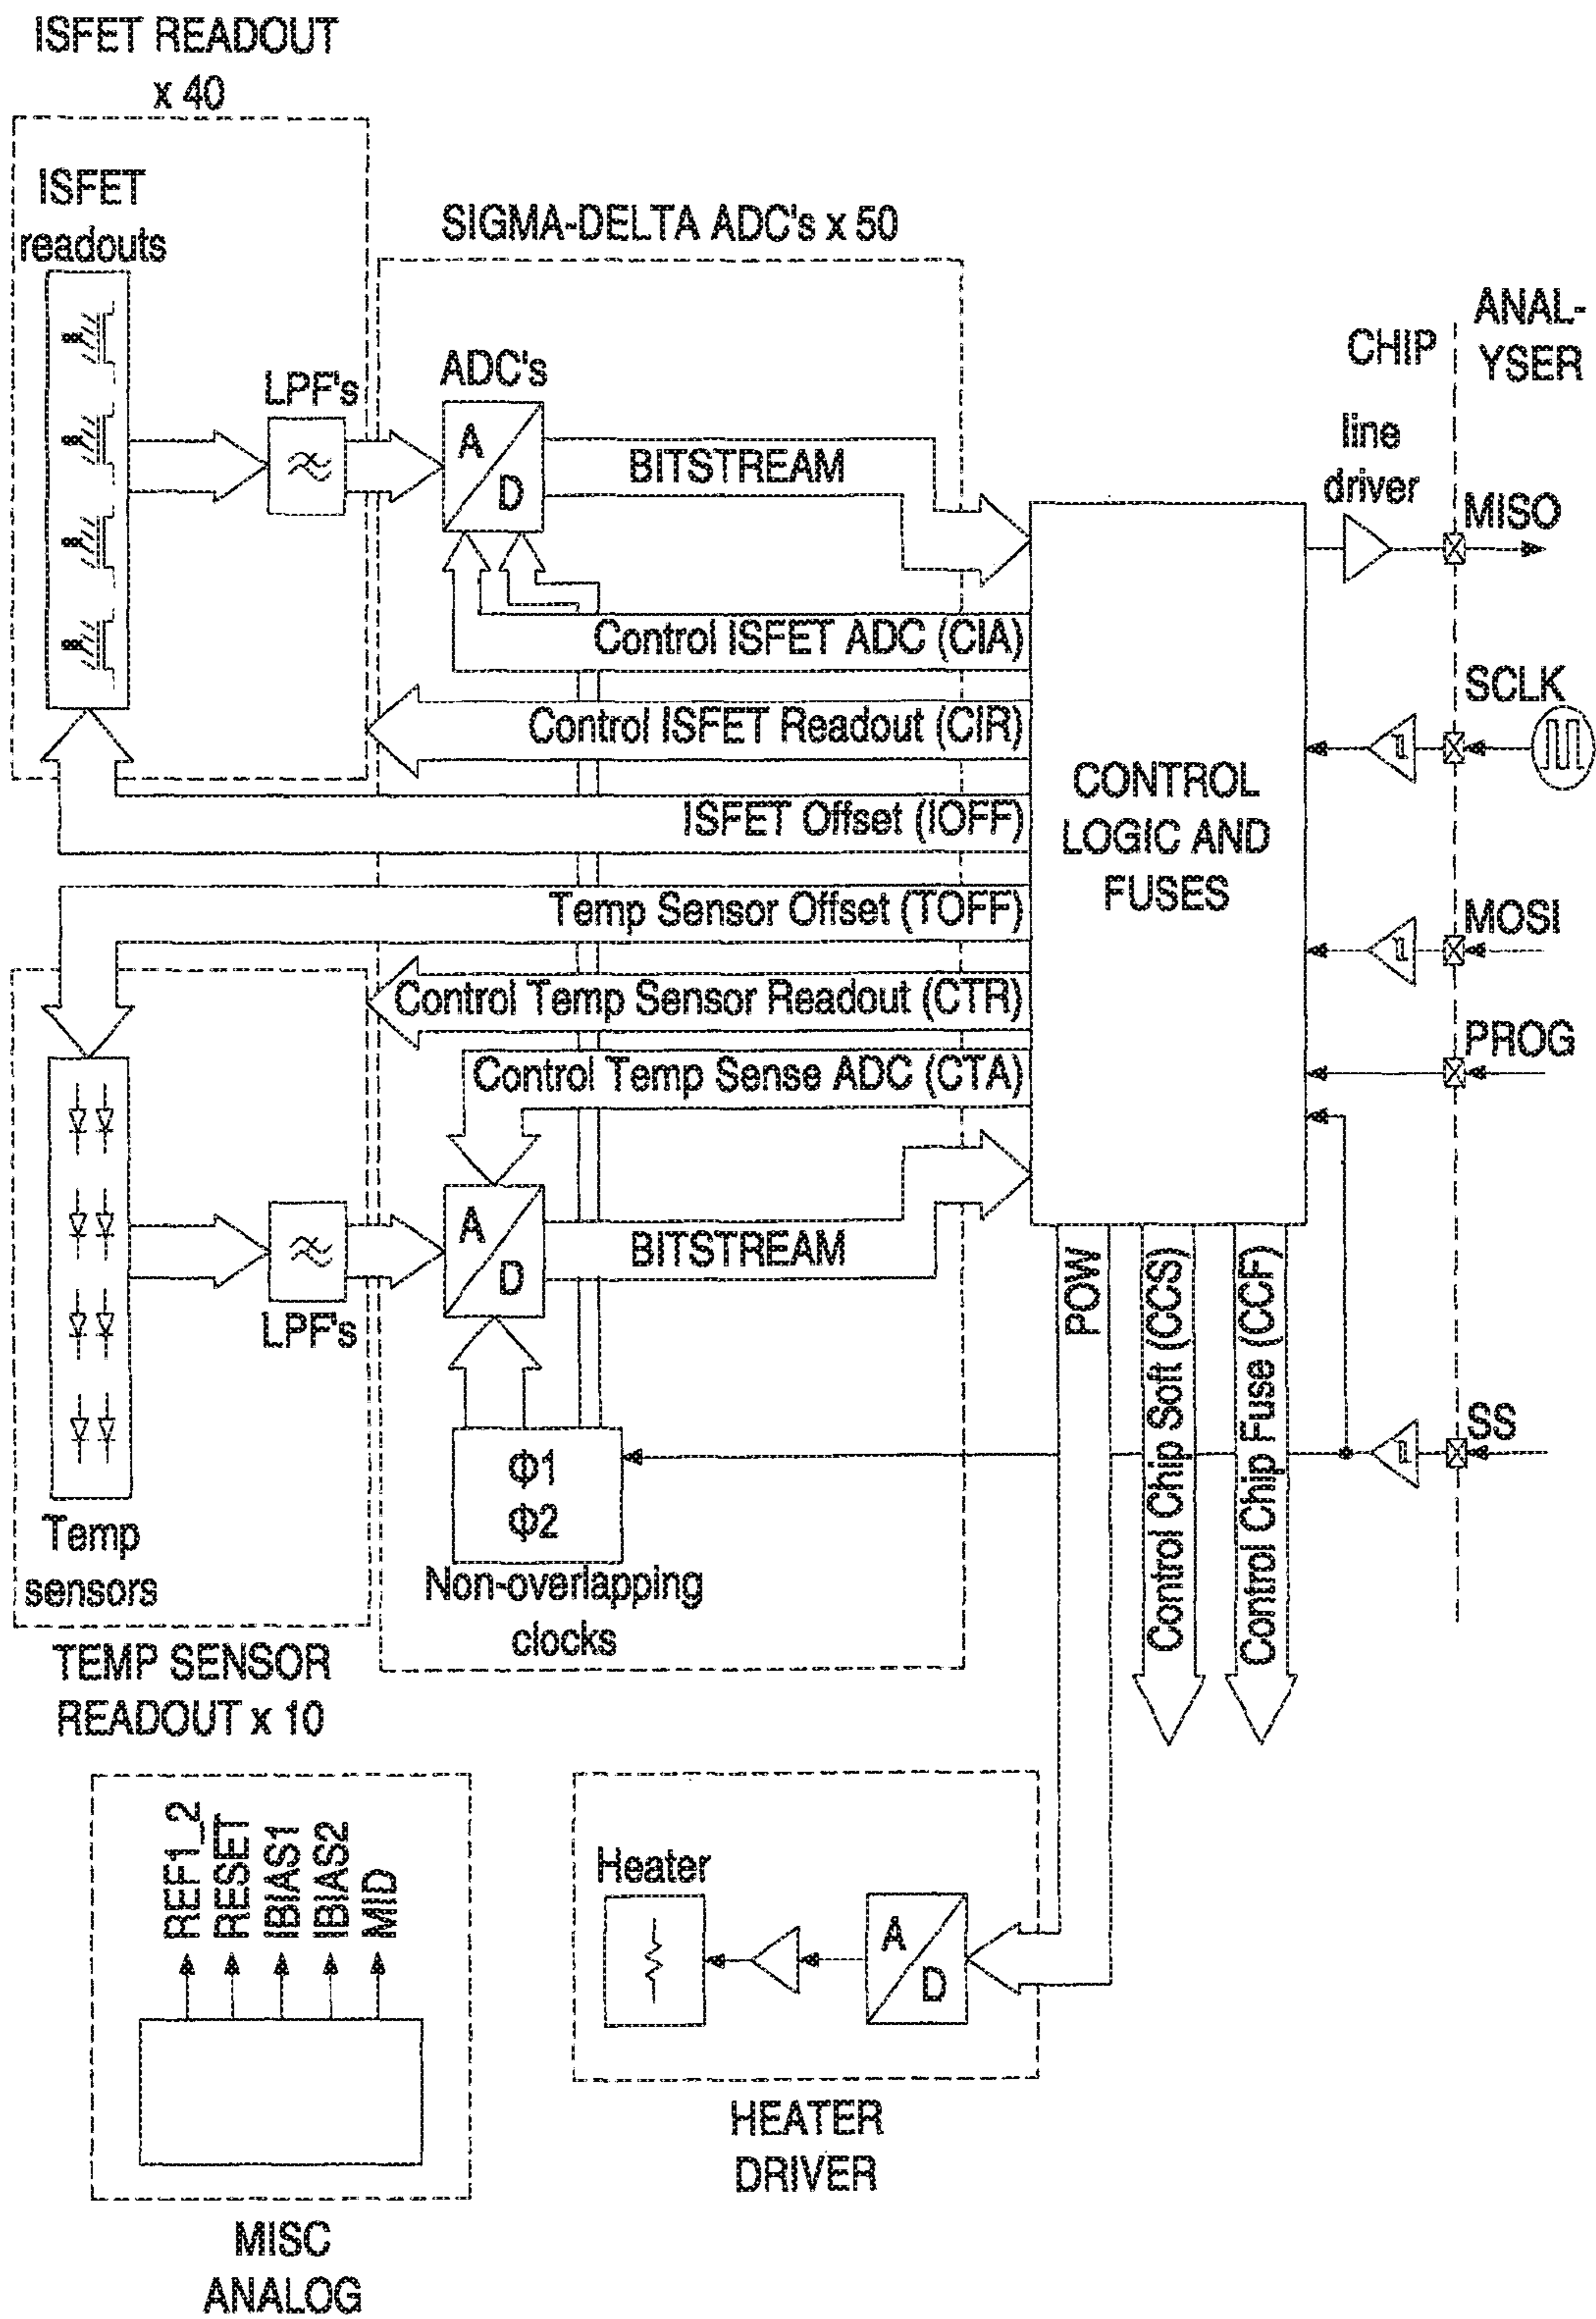 ISFET READOUT
x 40
ISFET
readouts
LPF's
SIGMA-DELTA ADC's x 50
ADC's
A
D
BITSTREAM
Control ISFET ADC (CIA)
Control ISFET Readout (CIR)
ISFET Offset (IOFF)
Temp Sensor Offset (TOFF)
Control Temp Sensor Readout (CTR)
Control Temp Sense ADC (CTA)
CONTROL
LOGIC AND
FUSES
CHIP
ANAL-
YSER
line
driver
MISO
SCLK
MOSI
PROG
SS
A
D
BITSTREAM
LPF's
Φ1
Φ2
Non-overlapping
clocks
Temp
sensors
TEMP SENSOR
READOUT x 10
POW
Control Chip Soft (CCS)
Control Chip Fuse (CCF)
REF1_2
RESET
IBIAS1
IBIAS2
MID
MISC
ANALOG
Heater
A
D
HEATER
DRIVER